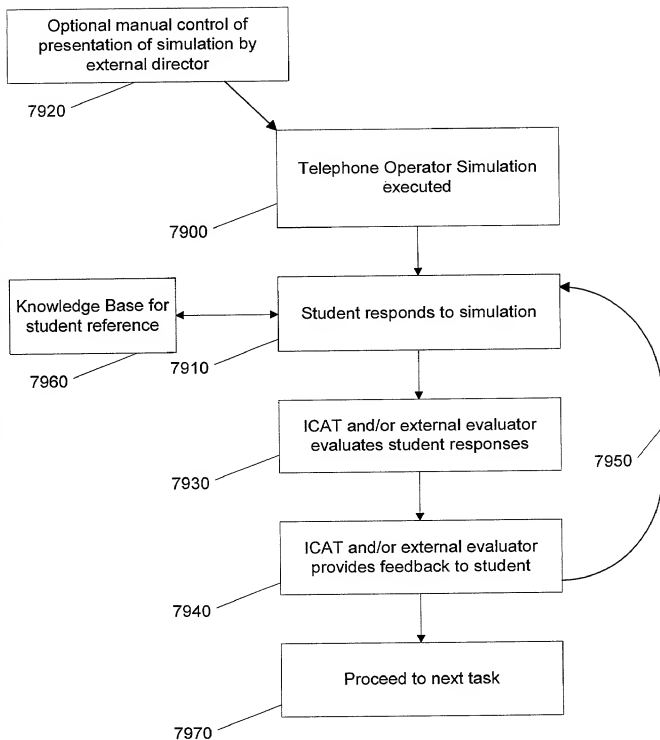 Optional manual control of
presentation of simulation by
external director
7920
Telephone Operator Simulation
executed
7900
Knowledge Base for
student reference
7960
Student responds to simulation
7910
ICAT and/or external evaluator
evaluates student responses
7930
7950
ICAT and/or external evaluator
provides feedback to student
7940
Proceed to next task
7970